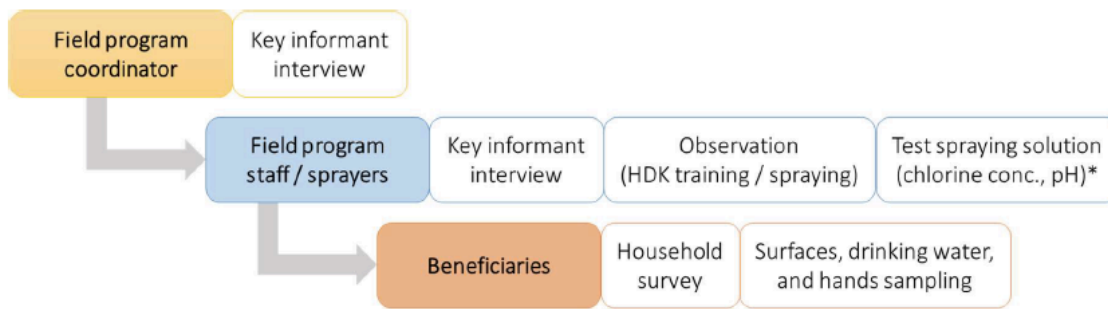 Field program
coordinator
Key informant
interview
Field program
staff / sprayers
Key informant
interview
Observation
(HDK training / spraying)
Test spraying solution
(chlorine conc., pH)*
Beneficiaries
Household
survey
Surfaces, drinking water,
and hands sampling